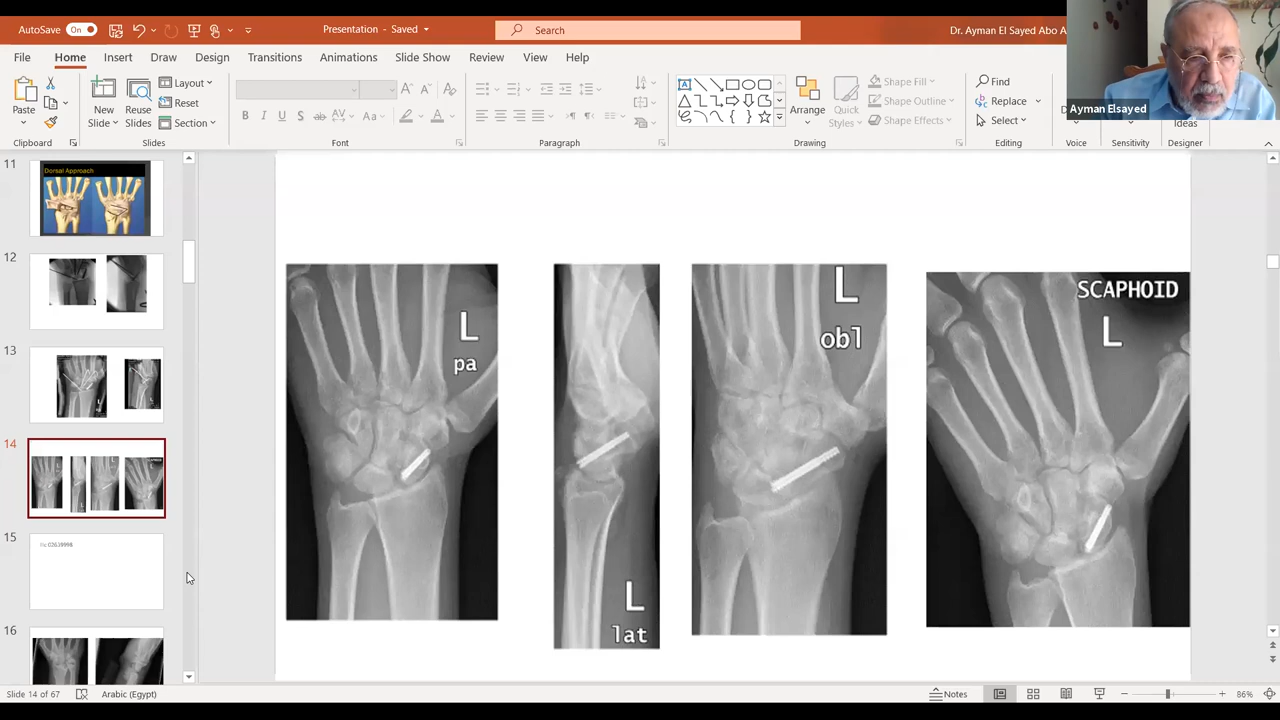 AutoSave On Presentation - Saved Search Dr. Ayman El Sayed Abo A
File Home Insert Draw Design Transitions Animations Slide Show Review View Help
Ayman Elsayed
Paste
New Slide
Reuse Slides
Layout
Reset
Section
B I U S
Aa
Arrange
Quick Styles
Shape Fill
Shape Outline
Shape Effects
Find
Replace
Select
Ideas
Clipboard Slides Font Paragraph Drawing Editing Voice Sensitivity Designer
11
Dorsal Approach
12
13
14
15
16
L
pa
L
lat
L
obl
SCAPHOID
L
Slide 14 of 67 Arabic (Egypt) Notes 86%